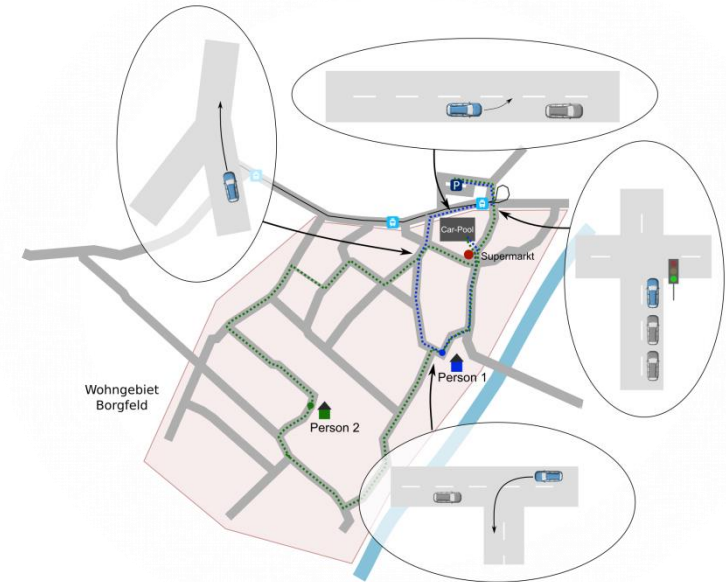 P
Car-Pool
Supermarkt
Person 1
Wohngebiet
Borgfeld
Person 2